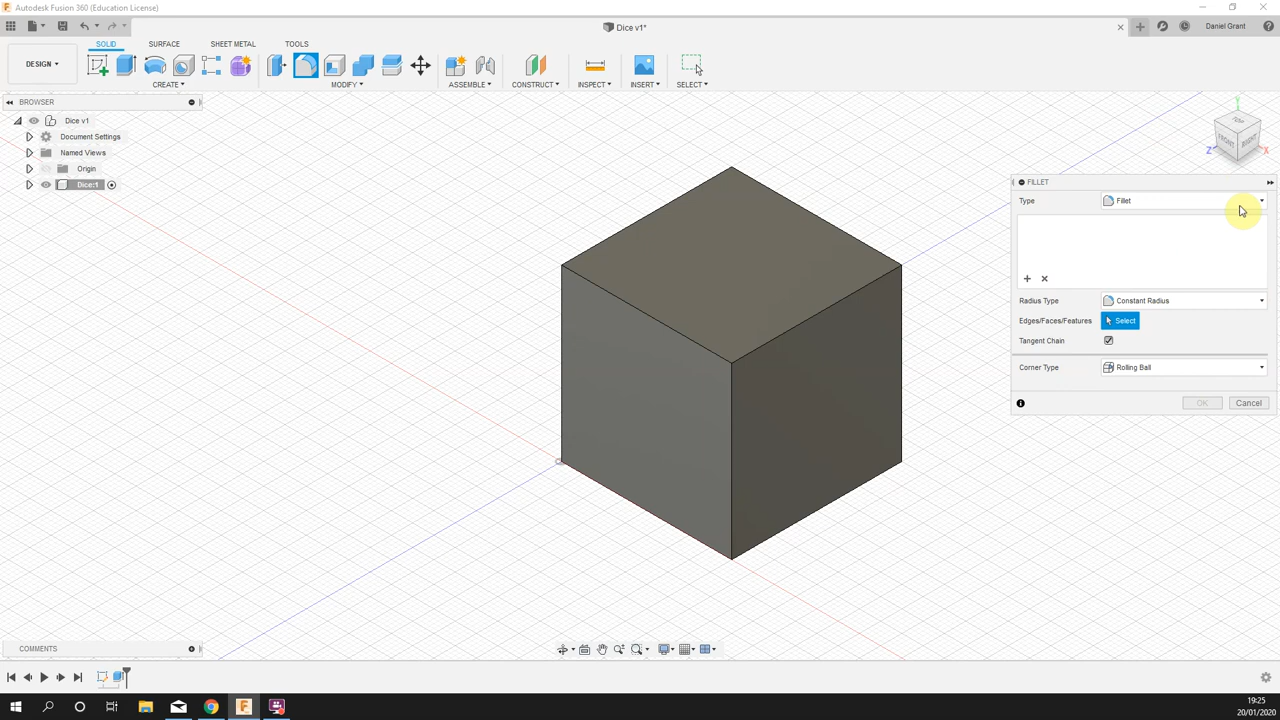 Autodesk Fusion 360 (Education License)
Dice v1*
Daniel Grant
DESIGN
SOLID SURFACE SHEET METAL TOOLS
CREATE MODIFY ASSEMBLE CONSTRUCT INSPECT INSERT SELECT
BROWSER
Dice v1
Document Settings
Named Views
Origin
Dice:1
TOP
FRONT
RIGHT
Y
Z
X
FILLET
Type Fillet
Radius Type Constant Radius
Edges/Faces/Features Select
Tangent Chain
Corner Type Rolling Ball
OK Cancel
COMMENTS
19:25
20/01/2020